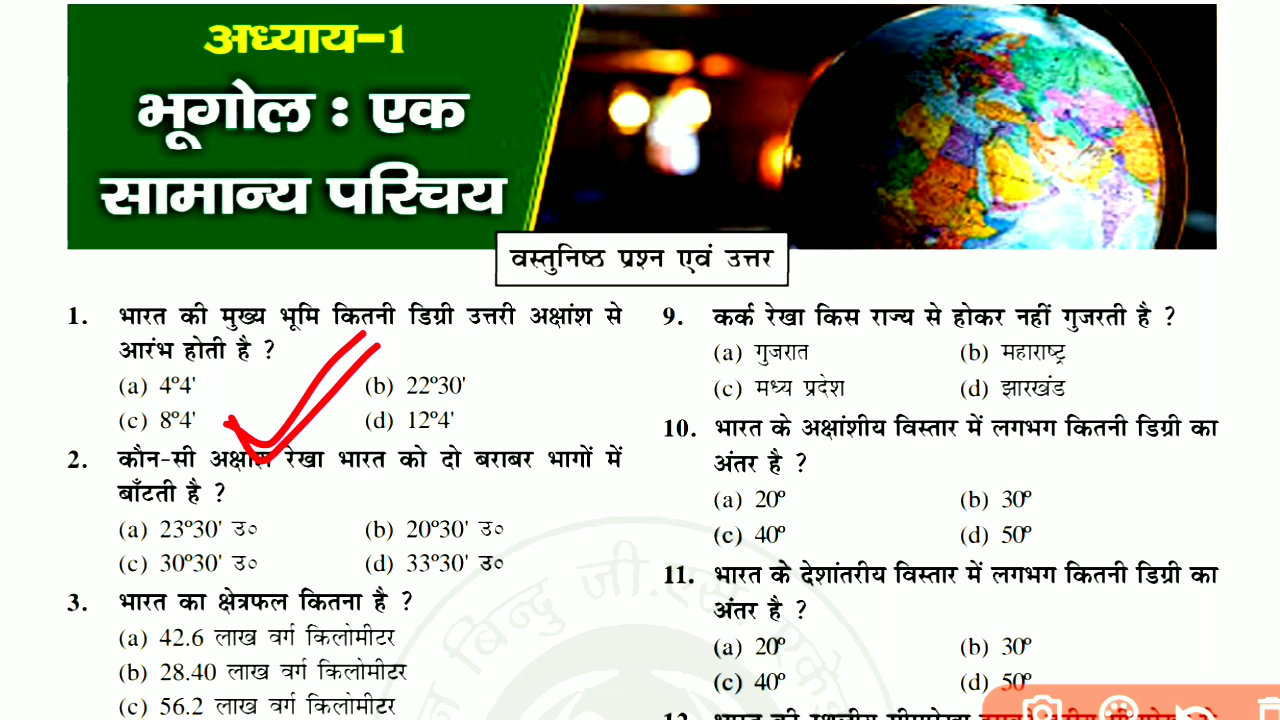 अध्याय-1
भूगोल : एक
सामान्य परिचय
वस्तुनिष्ठ प्रश्न एवं उत्तर
1. भारत की मुख्य भूमि कितनी डिग्री उत्तरी अक्षांश से
आरंभ होती है ?
(a) 4º4' (b) 22º30'
(c) 8º4' (d) 12º4'
2. कौन-सी अक्षांश रेखा भारत को दो बराबर भागों में
बाँटती है ?
(a) 23º30' उ० (b) 20º30' उ०
(c) 30º30' उ० (d) 33º30' उ०
3. भारत का क्षेत्रफल कितना है ?
(a) 42.6 लाख वर्ग किलोमीटर
(b) 28.40 लाख वर्ग किलोमीटर
(c) 56.2 लाख वर्ग किलोमीटर
9. कर्क रेखा किस राज्य से होकर नहीं गुजरती है ?
(a) गुजरात (b) महाराष्ट्र
(c) मध्य प्रदेश (d) झारखंड
10. भारत के अक्षांशीय विस्तार में लगभग कितनी डिग्री का
अंतर है ?
(a) 20º (b) 30º
(c) 40º (d) 50º
11. भारत के देशांतरीय विस्तार में लगभग कितनी डिग्री का
अंतर है ?
(a) 20º (b) 30º
(c) 40º (d) 50º
12. भारत की
बिन्दु जी.एस.